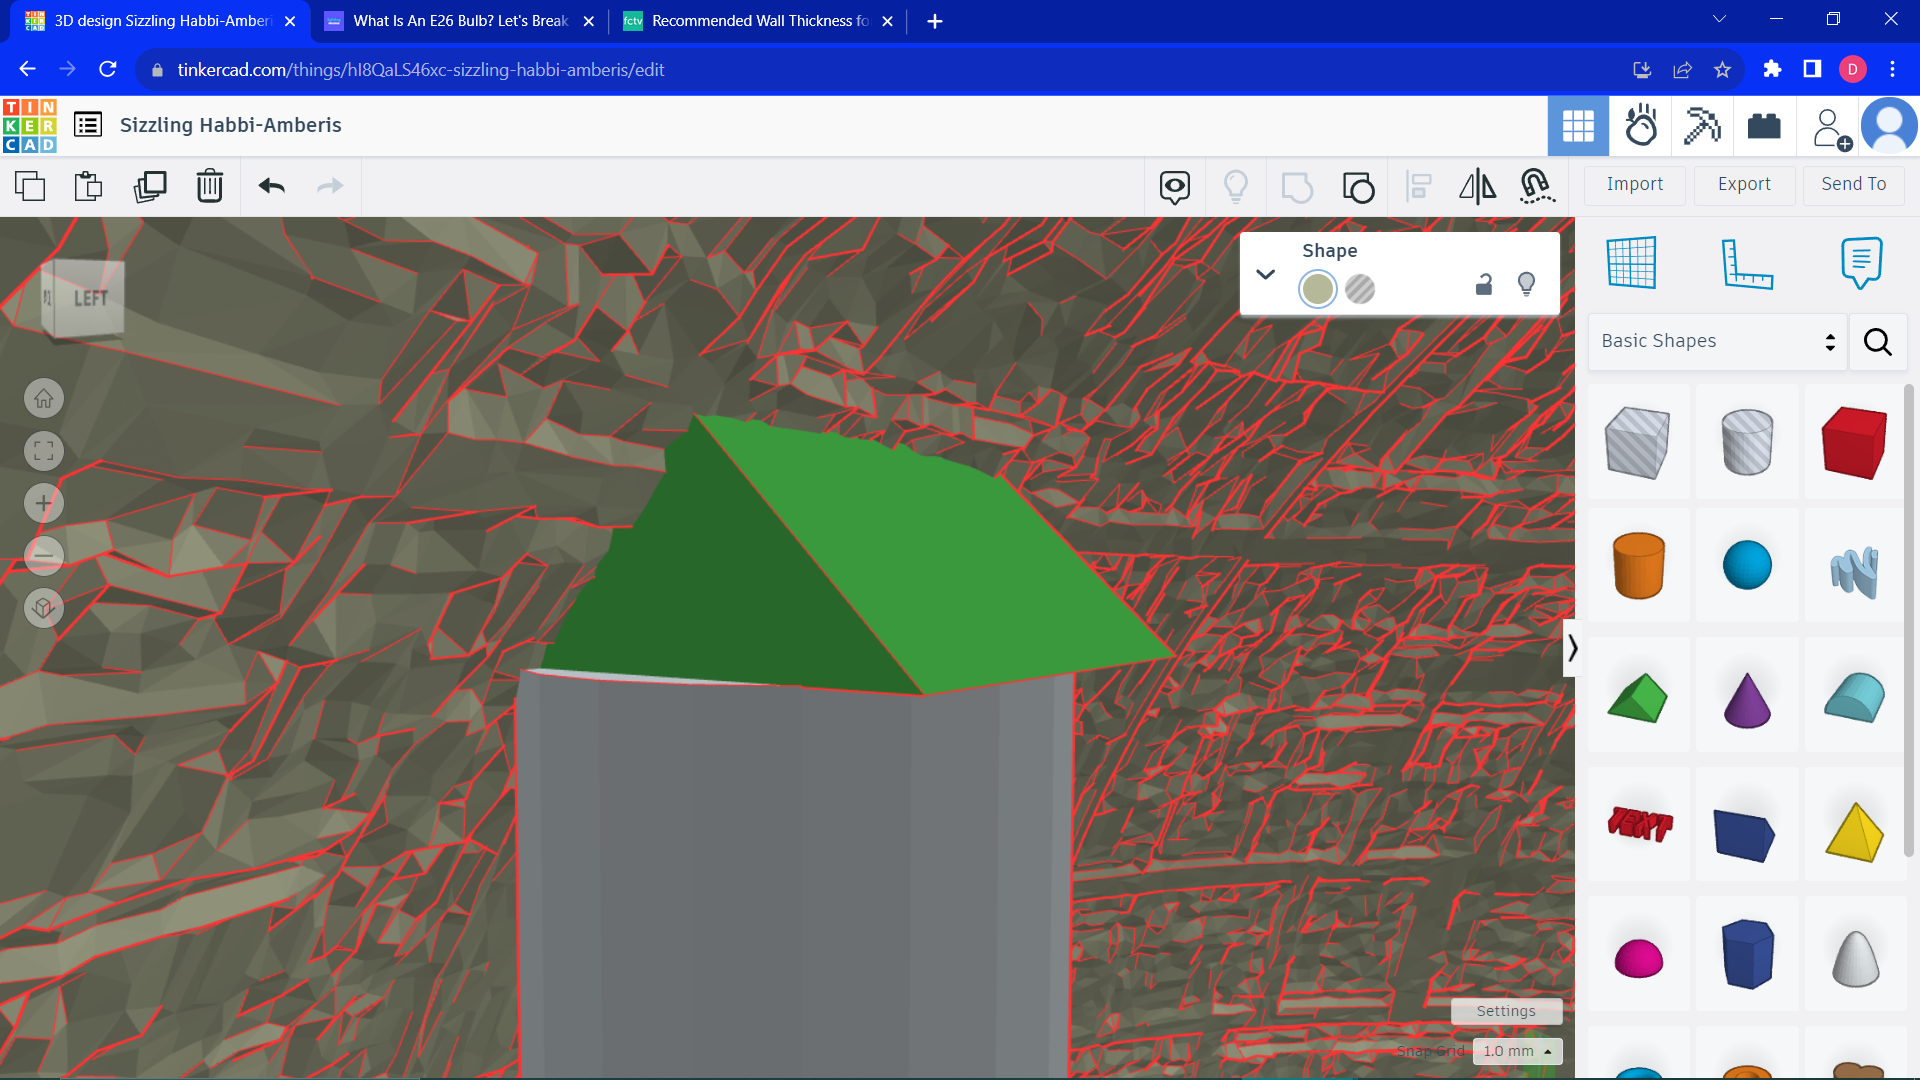 3D design Sizzling Habbi-Amberi
What Is An E26 Bulb? Let's Break
fctv
Recommended Wall Thickness fo
tinkercad.com/things/hI8QaLS46xc-sizzling-habbi-amberis/edit
D
TIN
KER
CAD
Sizzling Habbi-Amberis
Import
Export
Send To
Shape
LEFT
Basic Shapes
TEXT
Settings
Snap Grid
1.0 mm